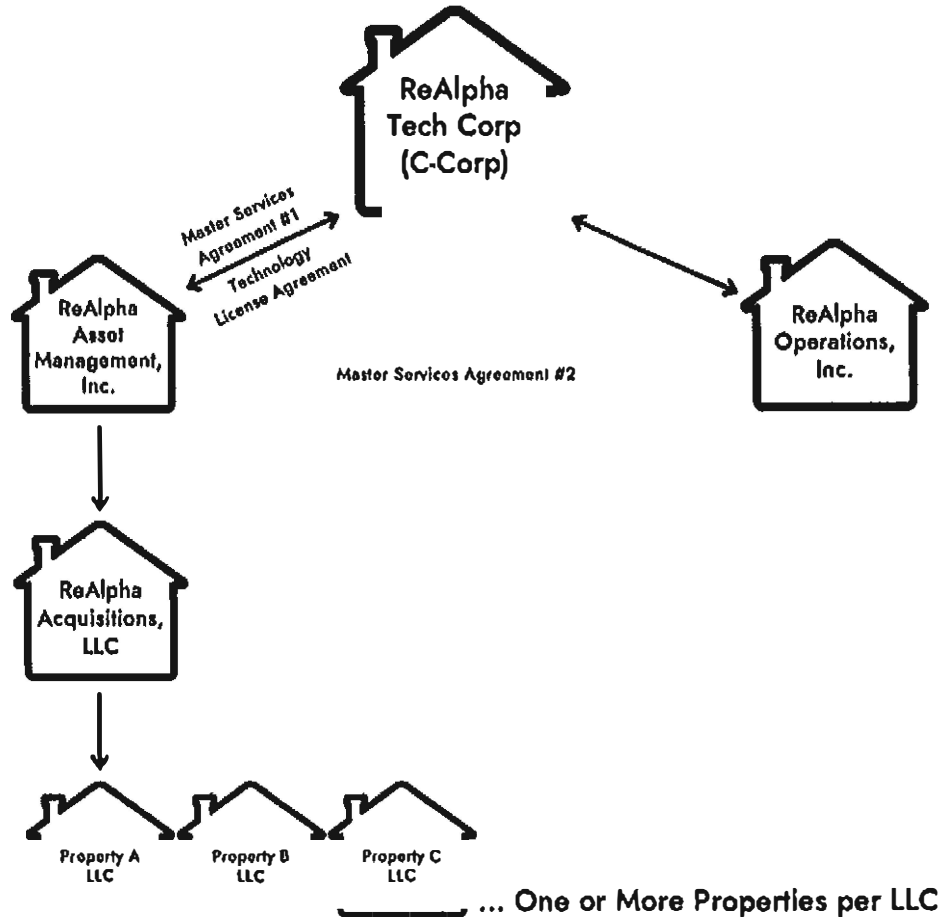 ReAlpha
Tech Corp
(C-Corp)
Master Services
Agreement #1
Technology
License Agreement
ReAlpha
Asset
Management,
Inc.
Master Services Agreement #2
ReAlpha
Operations,
Inc.
ReAlpha
Acquisitions,
LLC
Property A
LLC
Property B
LLC
Property C
LLC
... One or More Properties per LLC